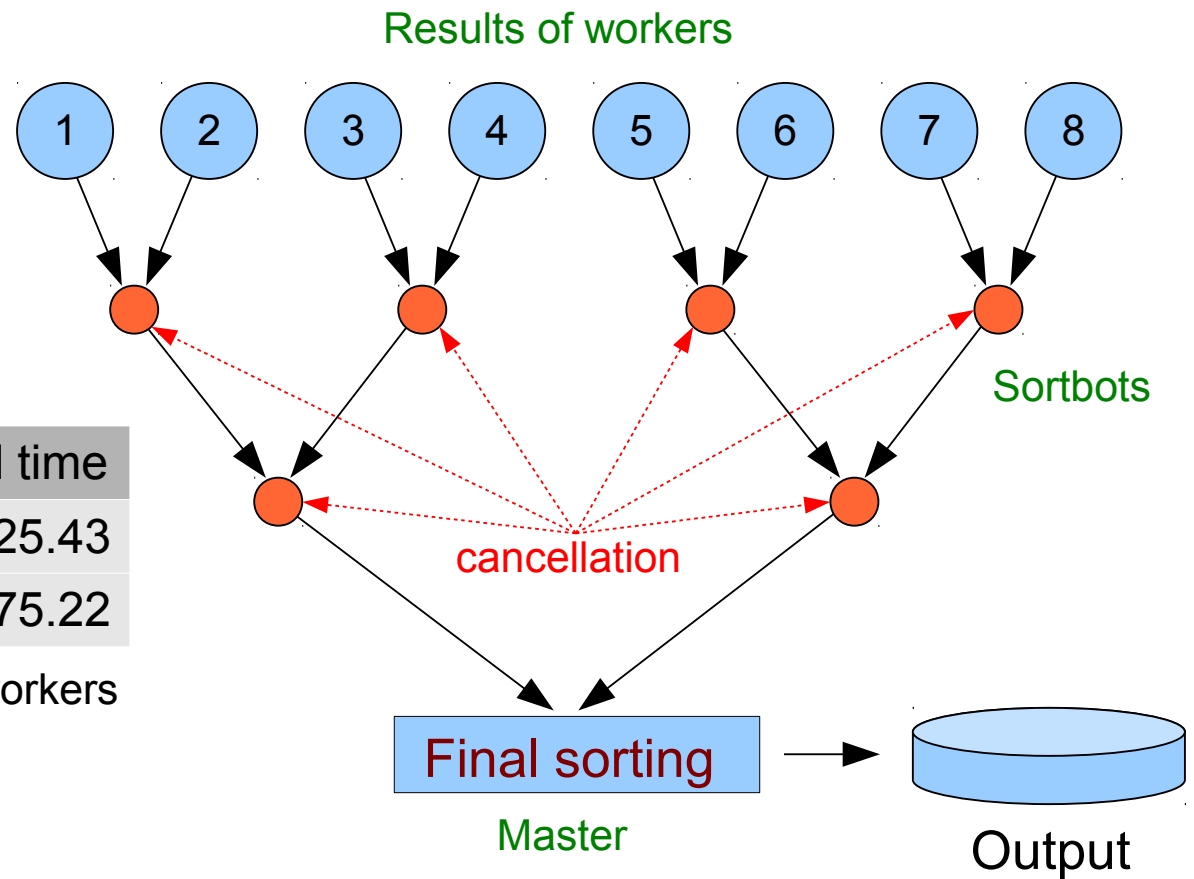 Results of workers
1 2 3 4 5 6 7 8
Sortbots
time
25.43
75.22
cancellation
Final sorting
Master
Output